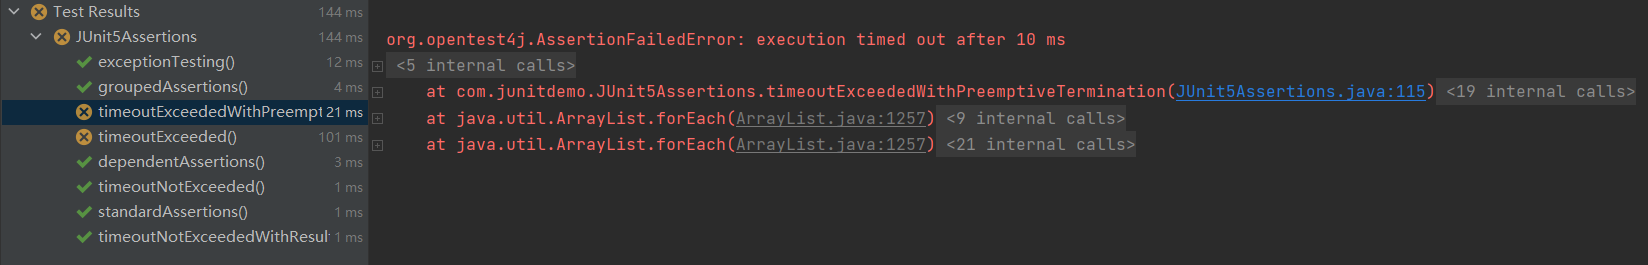 Test Results 144 ms
JUnit5Assertions 144 ms
exceptionTesting() 12 ms
groupedAssertions() 4 ms
timeoutExceededWithPreempt 21 ms
timeoutExceeded() 101 ms
dependentAssertions() 3 ms
timeoutNotExceeded() 1 ms
standardAssertions() 1 ms
timeoutNotExceededWithResult 1 ms
org.opentest4j.AssertionFailedError: execution timed out after 10 ms
<5 internal calls>
at com.junitdemo.JUnit5Assertions.timeoutExceededWithPreemptiveTermination(JUnit5Assertions.java:115) <19 internal calls>
at java.util.ArrayList.forEach(ArrayList.java:1257) <9 internal calls>
at java.util.ArrayList.forEach(ArrayList.java:1257) <21 internal calls>